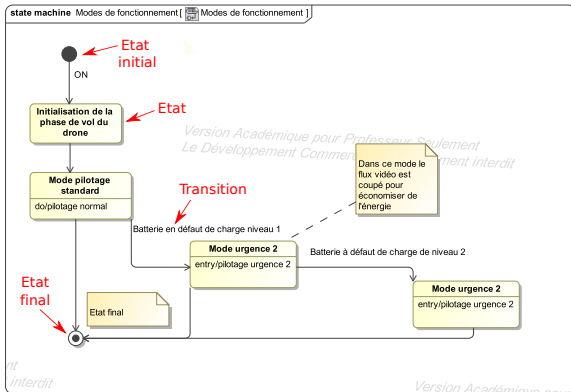 state machine Modes de fonctionnement [ Modes de fonctionnement ]
Etat
initial
ON
Initialisation de la
phase de vol du
drone
Etat
Version Académique pour Professeur Seulement
Le Développement Commer ment interdit
Dans ce mode le
flux vidéo est
coupé pour
économiser de
l'énergie
Mode pilotage
standard
do/pilotage normal
Transition
Batterie en défaut de charge niveau 1
Mode urgence 2
entry/pilotage urgence 2
Batterie à défaut de charge de niveau 2
Mode urgence 2
entry/pilotage urgence 2
Etat
final
Etat final
nt
interdit
Version Académique pou